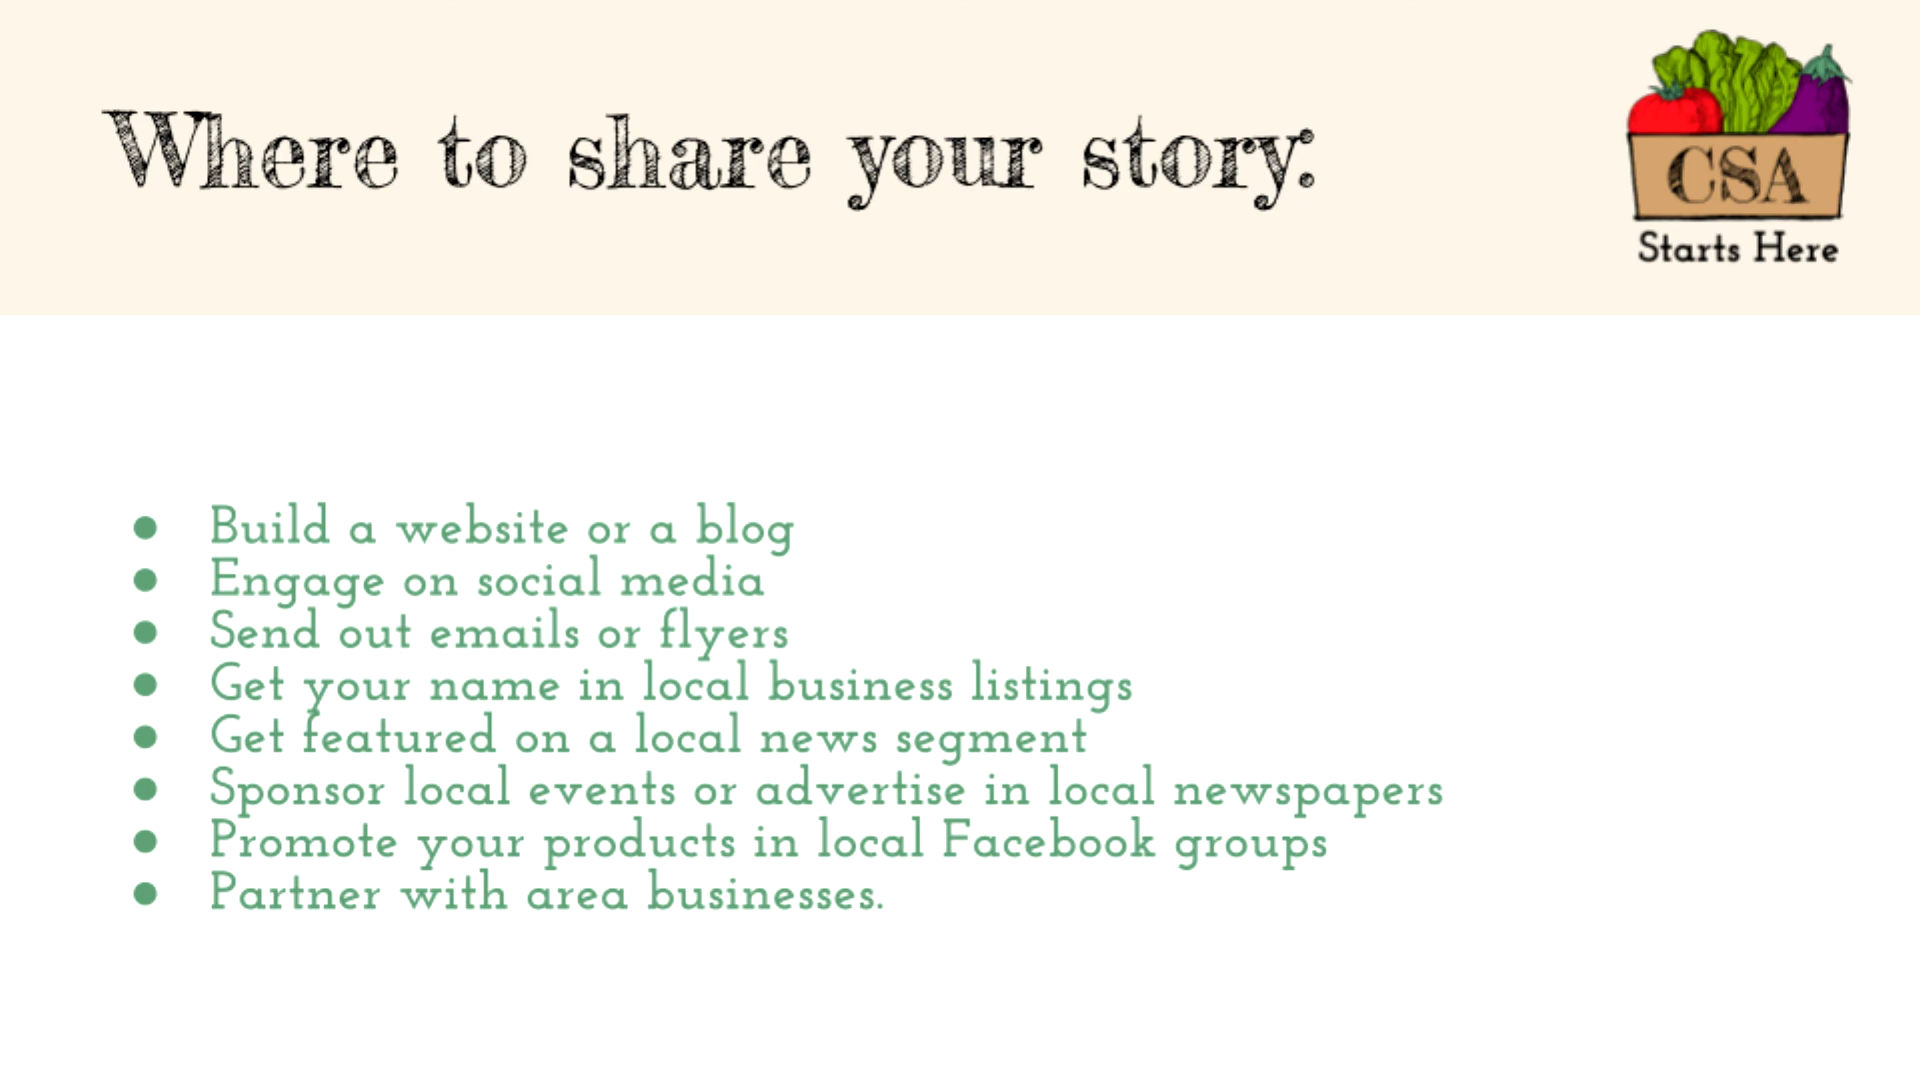 Where to share your story:
CSA
Starts Here
● Build a website or a blog
● Engage on social media
● Send out emails or flyers
● Get your name in local business listings
● Get featured on a local news segment
● Sponsor local events or advertise in local newspapers
● Promote your products in local Facebook groups
● Partner with area businesses.